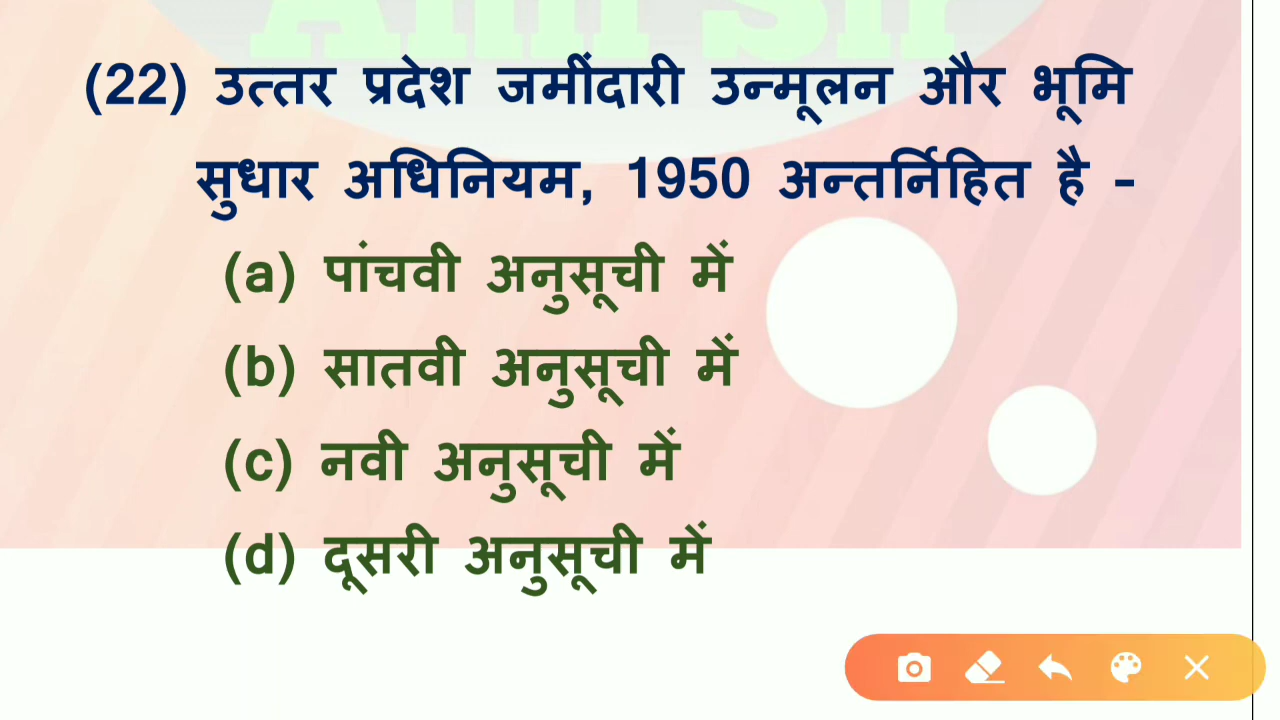 (22) उत्तर प्रदेश जमींदारी उन्मूलन और भूमि
सुधार अधिनियम, 1950 अन्तर्निहित है -
(a) पांचवी अनुसूची में
(b) सातवी अनुसूची में
(c) नवी अनुसूची में
(d) दूसरी अनुसूची में